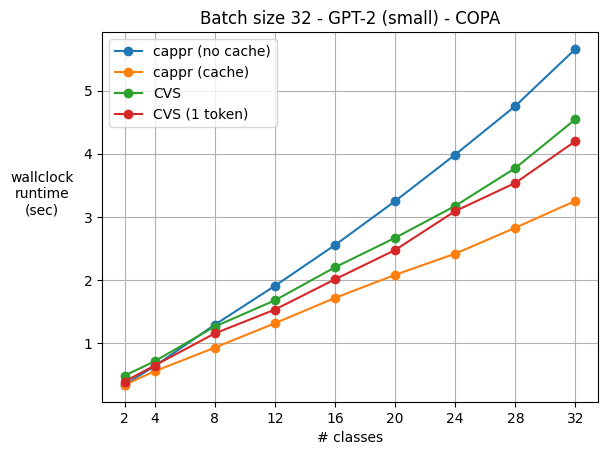 Batch size 32 - GPT-2 (small) - COPA
cappr (no cache)
cappr (cache)
CVS
CVS (1 token)
wallclock
runtime
(sec)
5
4
3
2
1
2 4 8 12 16 20 24 28 32
# classes